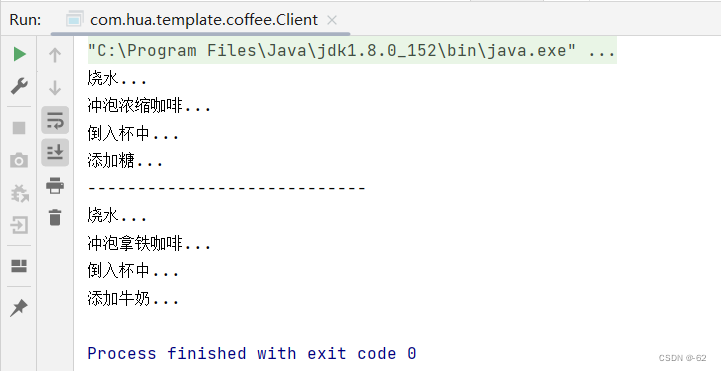 Run: com.hua.template.coffee.Client
"C:\Program Files\Java\jdk1.8.0_152\bin\java.exe" ...
烧水...
冲泡浓缩咖啡...
倒入杯中...
添加糖...
----------------------------
烧水...
冲泡拿铁咖啡...
倒入杯中...
添加牛奶...
Process finished with exit code 0
CSDN @-62